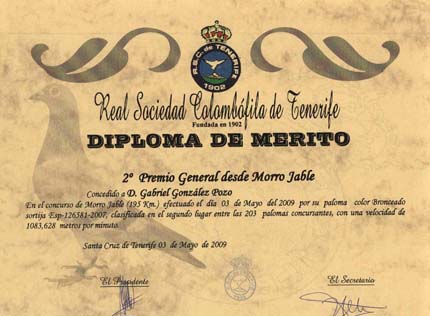 R.S.C. de TENERIFE
1902
Real Sociedad Colombófila de Tenerife
Fundada en 1902
DIPLOMA DE MERITO
2º Premio General desde Morro Jable
Concedido a D. Gabriel González Pozo
En el concurso de Morro Jable (195 Km.) efectuado el dia 03 de Mayo del 2009 por su paloma color Bronceado
sortija Esp-126581-2007, clasificada en el segundo lugar entre las 203 palomas concursantes, con una velocidad de
1083,628 metros por minuto.
Santa Cruz de Tenerife 03 de Mayo de 2009
El Presidente
El Secretario